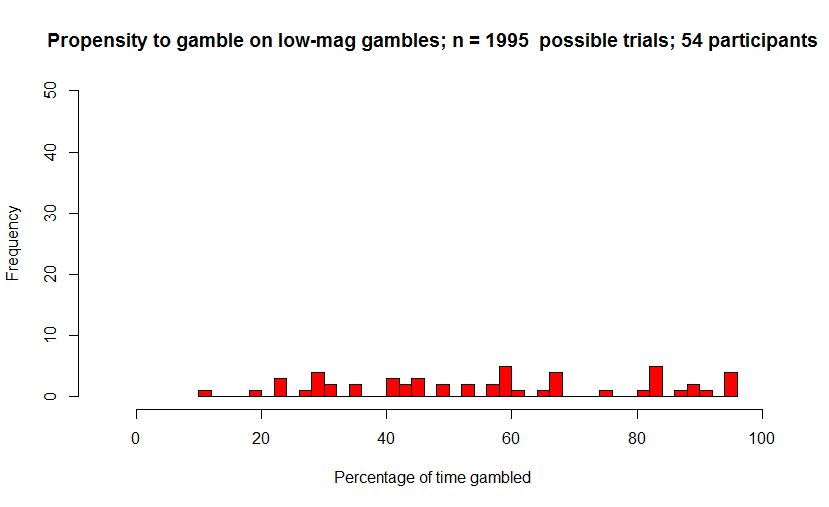 Propensity to gamble on low-mag gambles; n = 1995  possible trials; 54 participants
50
40
30
20
10
0
Frequency
0 20 40 60 80 100
Percentage of time gambled